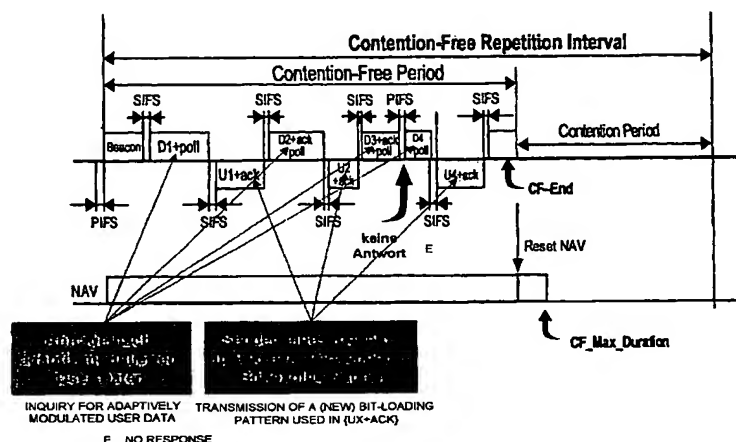 Contention-Free Repetition Interval
Contention-Free Period
SIFS
SIFS
SIFS
PIFS
SIFS
Contention Period
Beacon
D1+poll
D2+ack
poll
D3+ack
poll
D4
poll
U1+ack
U2
+ack
U4+ack
CF-End
PIFS
SIFS
SIFS
SIFS
keine
Antwort
E
Reset NAV
NAV
CF_Max_Duration
INQUIRY FOR ADAPTIVELY
MODULATED USER DATA
TRANSMISSION OF A (NEW) BIT-LOADING
PATTERN USED IN {UX+ACK}
E NO RESPONSE